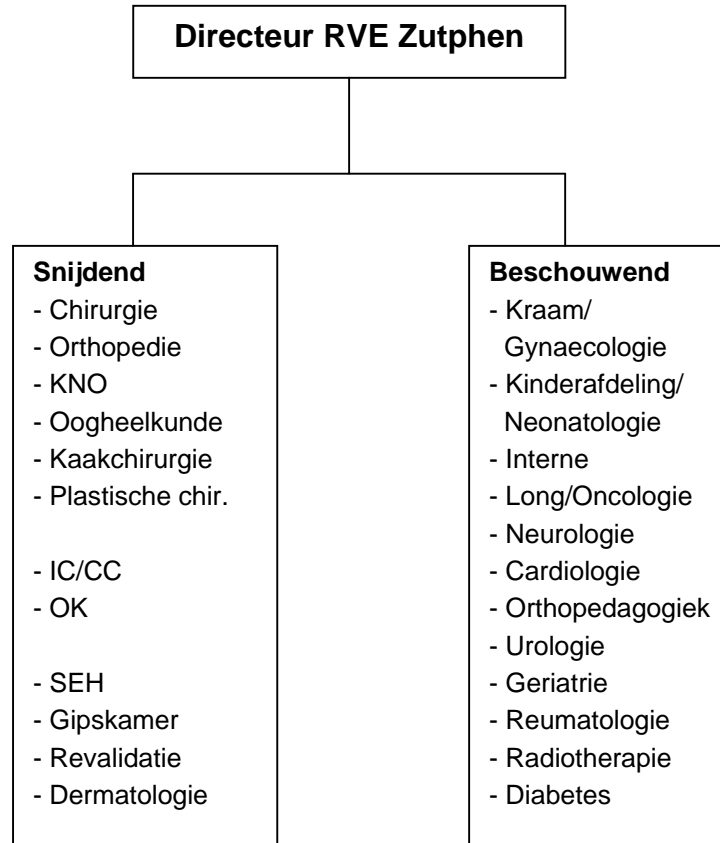 Directeur RVE Zutphen
Snijdend
- Chirurgie
- Orthopedie
- KNO
- Oogheelkunde
- Kaakchirurgie
- Plastische chir.
- IC/CC
- OK
- SEH
- Gipskamer
- Revalidatie
- Dermatologie
Beschouwend
- Kraam/
Gynaecologie
- Kinderafdeling/
Neonatologie
- Interne
- Long/Oncologie
- Neurologie
- Cardiologie
- Orthopedagogiek
- Urologie
- Geriatrie
- Reumatologie
- Radiotherapie
- Diabetes